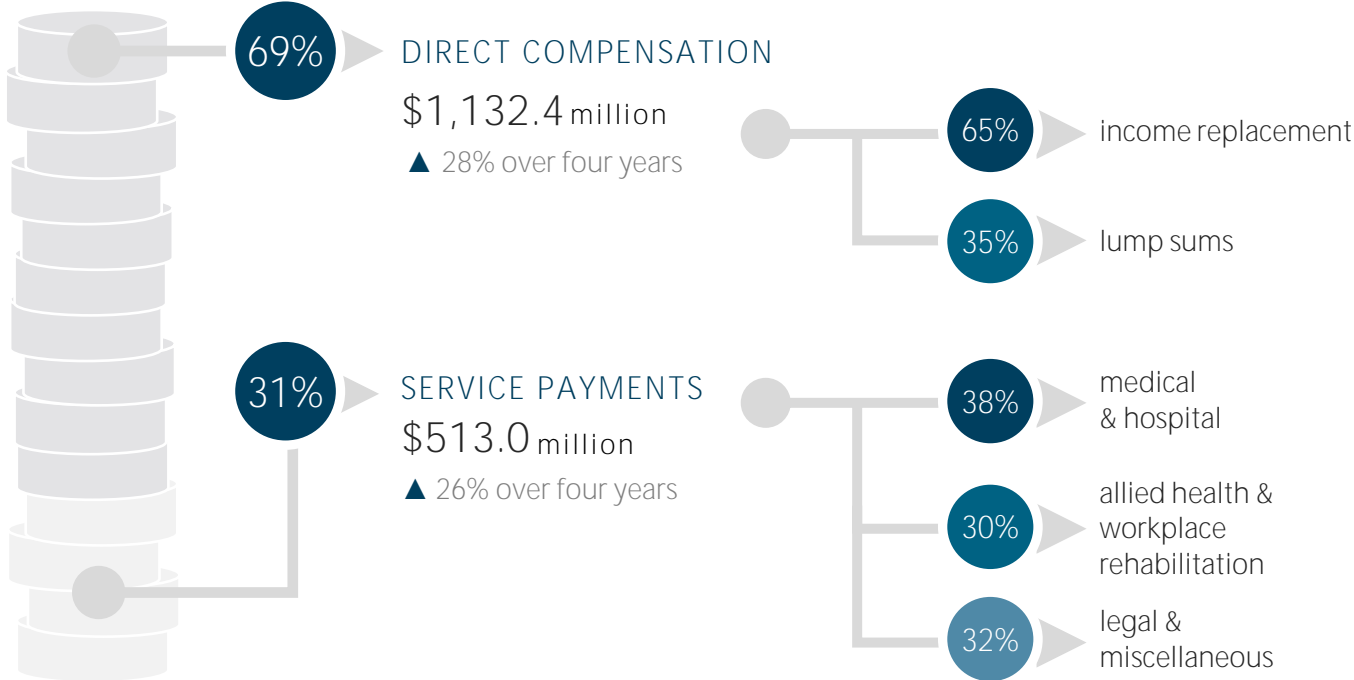 69%
DIRECT COMPENSATION
$1,132.4 million
▲ 28% over four years
65%
income replacement
35%
lump sums
31%
SERVICE PAYMENTS
$513.0 million
▲ 26% over four years
38%
medical
& hospital
30%
allied health &
workplace
rehabilitation
32%
legal &
miscellaneous